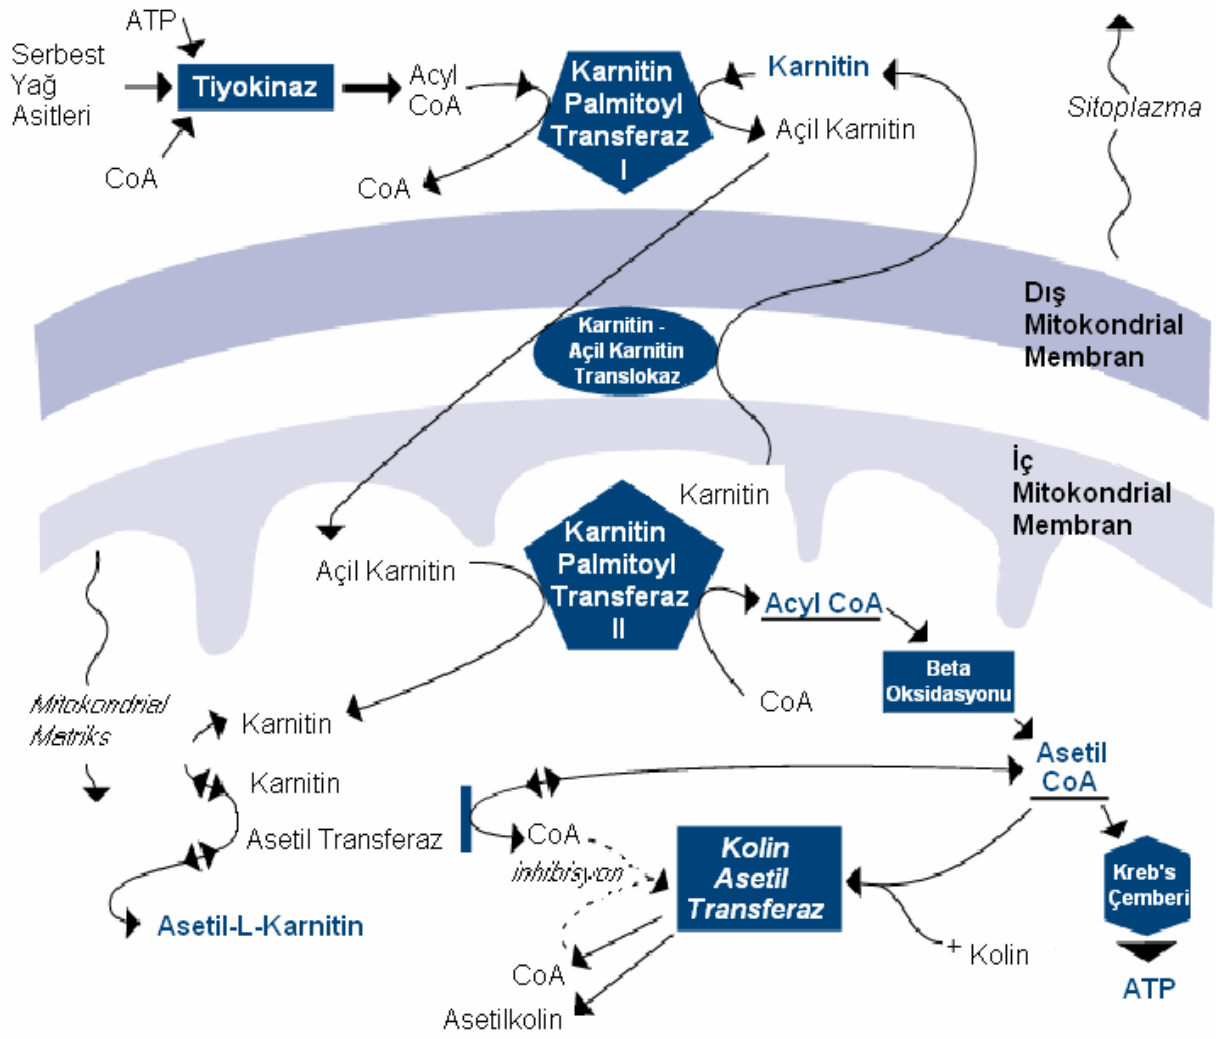 ATP
Serbest
Yağ
Asitleri
Tiyokinaz
CoA
Acyl
CoA
CoA
Karnitin
Palmitoyl
Transferaz
I
Karnitin
Açil Karnitin
Sitoplazma
Dış
Mitokondrial
Membran
Karnitin -
Açil Karnitin
Translokaz
İç
Mitokondrial
Membran
Karnitin
Açil Karnitin
Karnitin
Palmitoyl
Transferaz
II
Acyl CoA
CoA
Beta
Oksidasyonu
Mitokondrial
Matriks
Karnitin
Karnitin
Asetil Transferaz
Asetil-L-Karnitin
CoA
inhibisyon
Kolin
Asetil
Transferaz
Asetil
CoA
Kreb's
Çemberi
ATP
+ Kolin
CoA
Asetilkolin